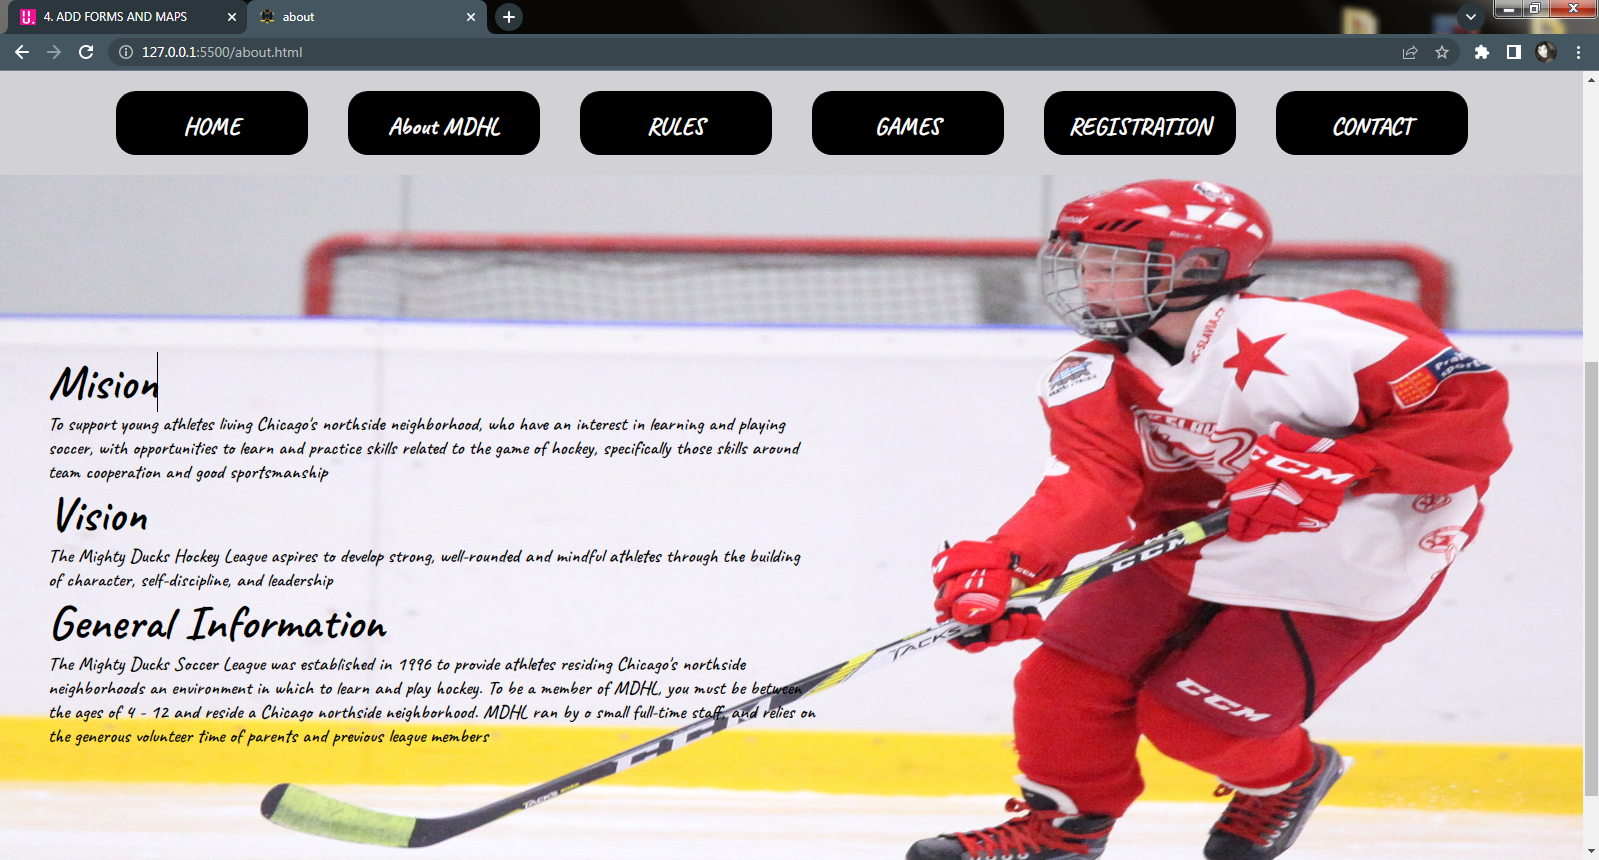 4. ADD FORMS AND MAPS
about
127.0.0.1:5500/about.html
HOME
About MDHL
RULES
GAMES
REGISTRATION
CONTACT
Mision
To support young athletes living Chicago's northside neighborhood, who have an interest in learning and playing
soccer, with opportunities to learn and practice skills related to the game of hockey, specifically those skills around
team cooperation and good sportsmanship
Vision
The Mighty Ducks Hockey League aspires to develop strong, well-rounded and mindful athletes through the building
of character, self-discipline, and leadership
General Information
The Mighty Ducks Soccer League was established in 1996 to provide athletes residing Chicago's northside
neighborhoods an environment in which to learn and play hockey. To be a member of MDHL, you must be between
the ages of 4 - 12 and reside a Chicago northside neighborhood. MDHL ran by o small full-time staff, and relies on
the generous volunteer time of parents and previous league members
HC-SLAVIA.CZ
CCM
CCM
TACKS
CCM
CCM
TACKS